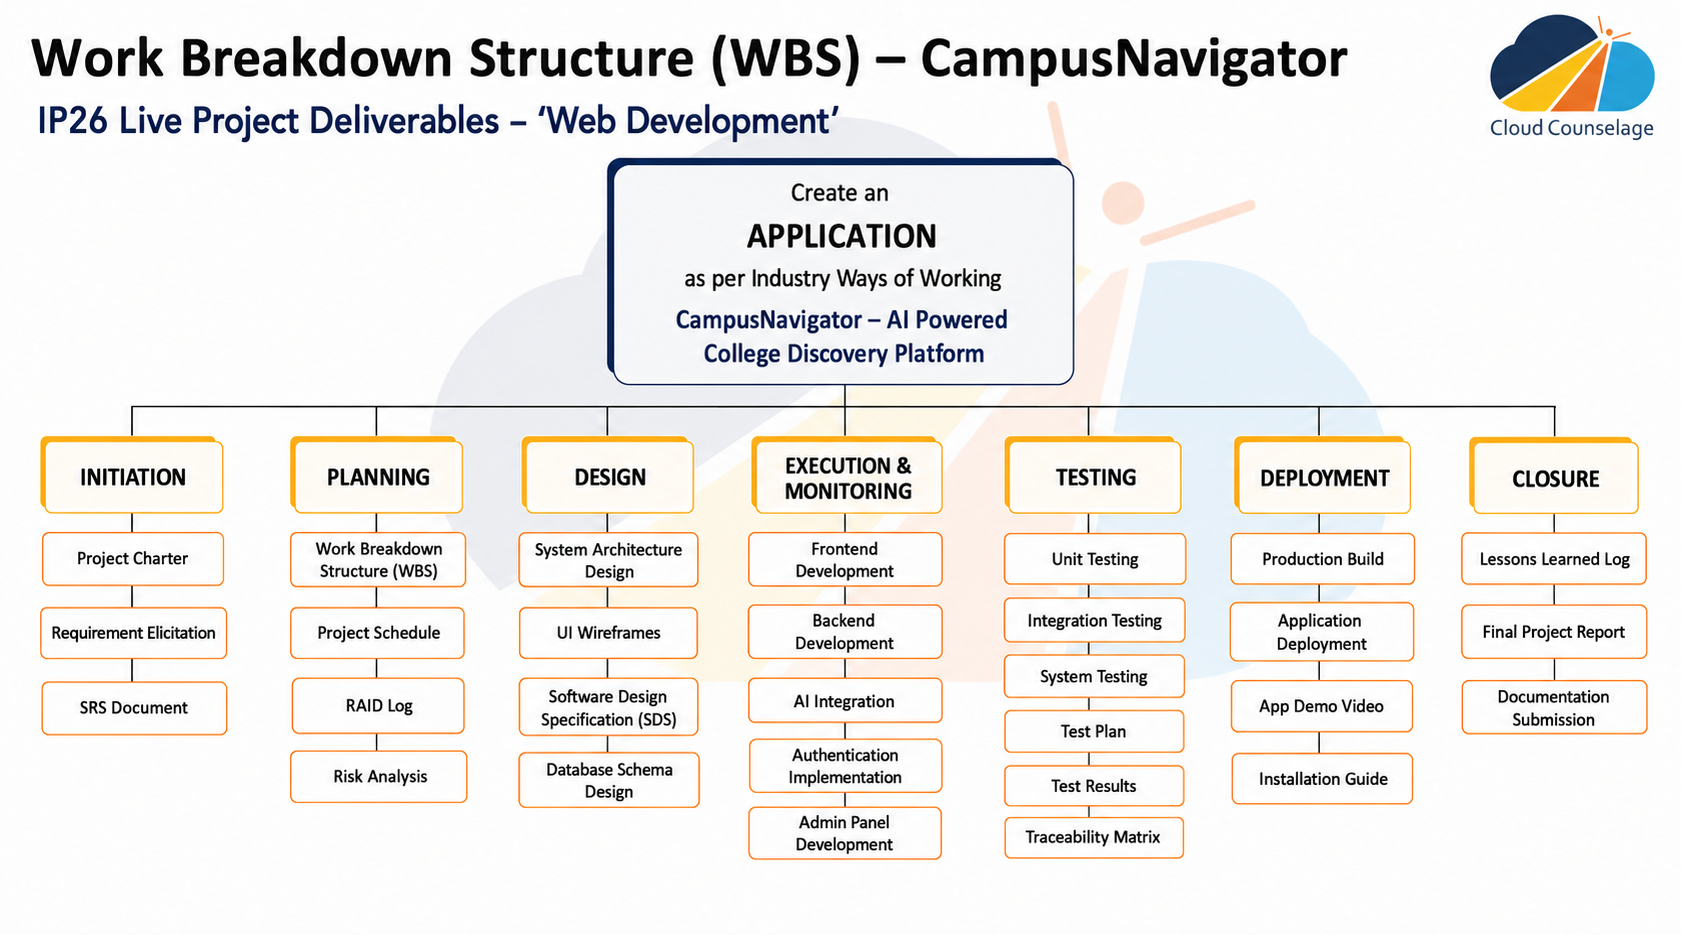 Work Breakdown Structure (WBS) – CampusNavigator
IP26 Live Project Deliverables – ‘Web Development’
Cloud Counselage
Create an
APPLICATION
as per Industry Ways of Working
CampusNavigator – AI Powered
College Discovery Platform
INITIATION
Project Charter
Requirement Elicitation
SRS Document
PLANNING
Work Breakdown
Structure (WBS)
Project Schedule
RAID Log
Risk Analysis
DESIGN
System Architecture
Design
UI Wireframes
Software Design
Specification (SDS)
Database Schema
Design
EXECUTION &
MONITORING
Frontend
Development
Backend
Development
AI Integration
Authentication
Implementation
Admin Panel
Development
TESTING
Unit Testing
Integration Testing
System Testing
Test Plan
Test Results
Traceability Matrix
DEPLOYMENT
Production Build
Application
Deployment
App Demo Video
Installation Guide
CLOSURE
Lessons Learned Log
Final Project Report
Documentation
Submission